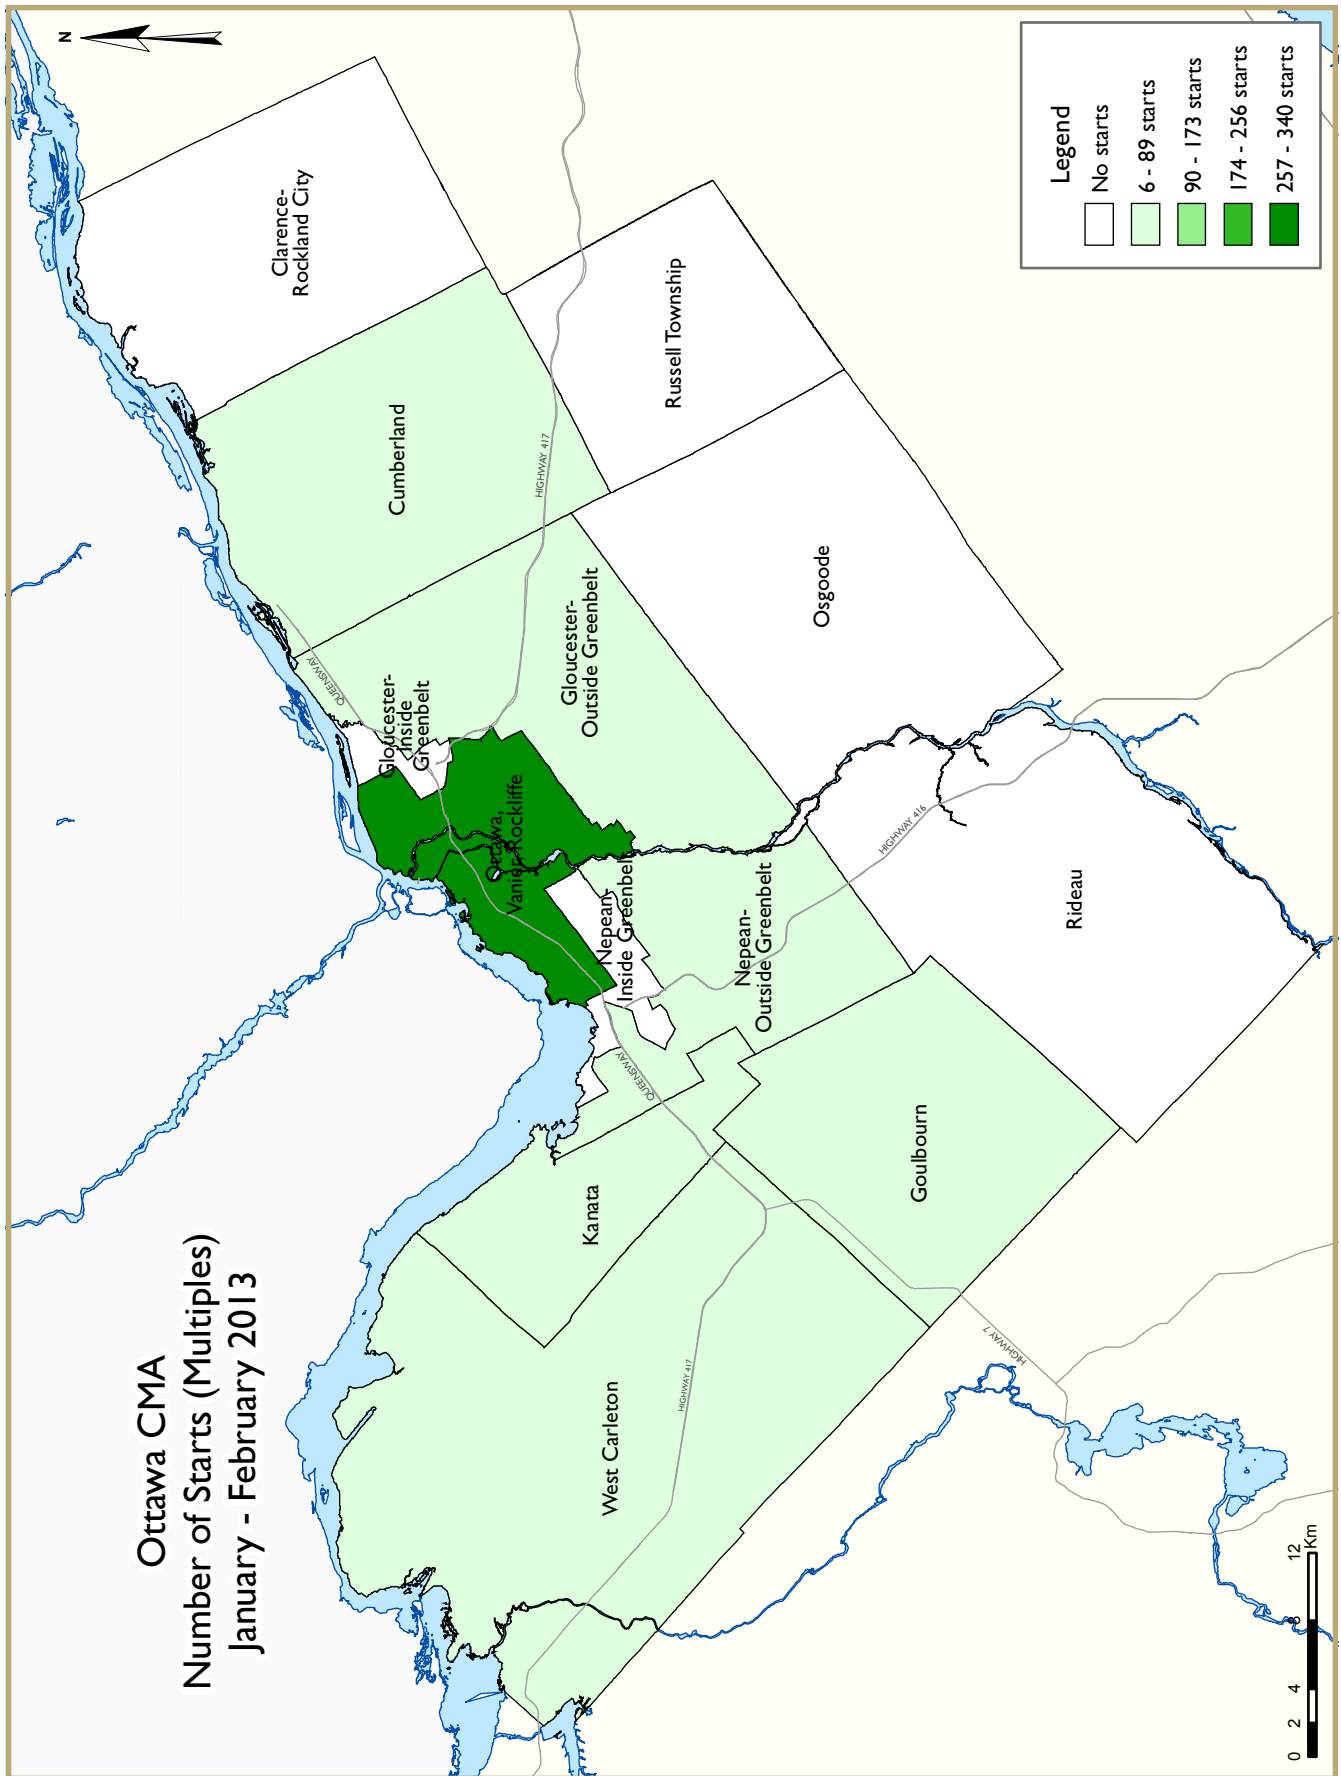 Ottawa CMA
Number of Starts (Multiples)
January - February 2013
N
Clarence-
Rockland City
Cumberland
Russell Township
HIGHWAY 417
QUEENSWAY
Gloucester-
Inside
Greenbelt
Gloucester-
Outside Greenbelt
Osgoode
Ottawa,
Vanier, Rockliffe
Nepean-
Inside Greenbelt
Nepean-
Outside Greenbelt
HIGHWAY 416
Rideau
QUEENSWAY
Kanata
Goulbourn
West Carleton
HIGHWAY 417
HIGHWAY 7
Legend
No starts
6 - 89 starts
90 - 173 starts
174 - 256 starts
257 - 340 starts
0 2 4 8 12
Km